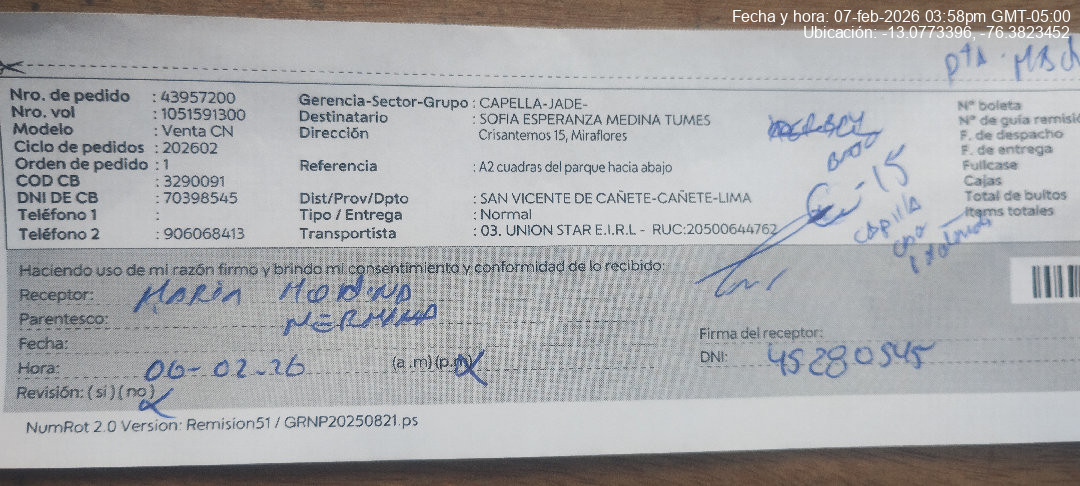 Fecha y hora: 07-feb-2026 03:58pm GMT-05:00
Ubicación: -13.0773396, -76.3823452
Nro. de pedido : 43957200
Nro. vol : 1051591300
Modelo : Venta CN
Ciclo de pedidos : 202602
Orden de pedido : 1
COD CB : 3290091
DNI DE CB : 70398545
Teléfono 1 :
Teléfono 2 : 906068413
Gerencia-Sector-Grupo : CAPELLA-JADE-
Destinatario : SOFIA ESPERANZA MEDINA TUMES
Dirección Crisantemos 15, Miraflores
Referencia : A2 cuadras del parque hacia abajo
Dist/Prov/Dpto : SAN VICENTE DE CAÑETE-CAÑETE-LIMA
Tipo / Entrega : Normal
Transportista : 03. UNION STAR E.I.R.L - RUC:20500644762
N° boleta
N° de guía remisió
F. de despacho
F. de entrega
Fullcase
Cajas
Total de bultos
Items totales
15
Haciendo uso de mi razón firmo y brindo mi consentimiento y conformidad de lo recibido:
Receptor: MARIA MEDINA
Parentesco: HERMANA
Fecha:
Hora: 06-02-26 (a.m)(p.m)
Revisión: (si) (no)
Firma del receptor:
DNI: 45280545
NumRot 2.0 Version: Remision51 / GRNP20250821.ps